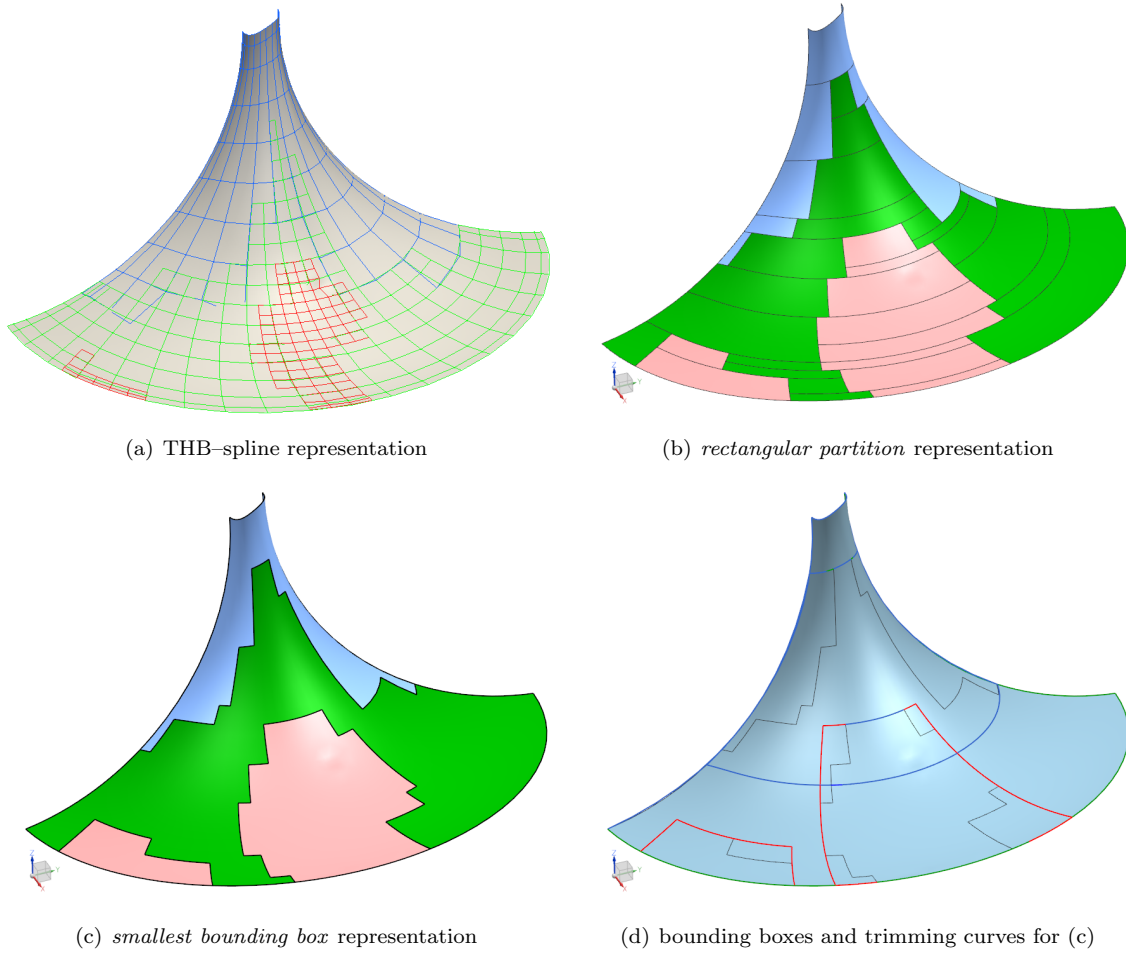 (a) THB–spline representation
(b) rectangular partition representation
(c) smallest bounding box representation
(d) bounding boxes and trimming curves for (c)